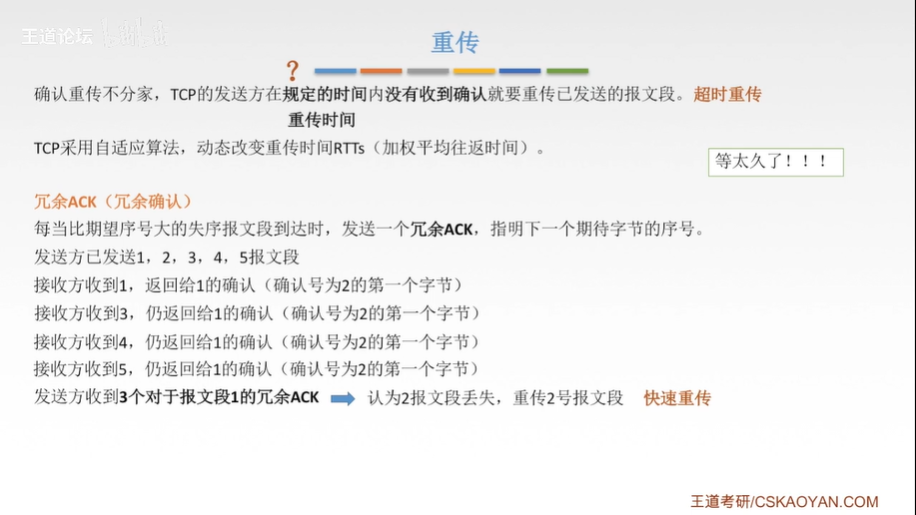 王道论坛
重传
?
确认重传不分家，TCP的发送方在规定的时间内没有收到确认就要重传已发送的报文段。超时重传
重传时间
TCP采用自适应算法，动态改变重传时间RTTs（加权平均往返时间）。
等太久了！！！
冗余ACK（冗余确认）
每当比期望序号大的失序报文段到达时，发送一个冗余ACK，指明下一个期待字节的序号。
发送方已发送1，2，3，4，5报文段
接收方收到1，返回给1的确认（确认号为2的第一个字节）
接收方收到3，仍返回给1的确认（确认号为2的第一个字节）
接收方收到4，仍返回给1的确认（确认号为2的第一个字节）
接收方收到5，仍返回给1的确认（确认号为2的第一个字节）
发送方收到3个对于报文段1的冗余ACK 认为2报文段丢失，重传2号报文段 快速重传
王道考研/CSKAOYAN.COM